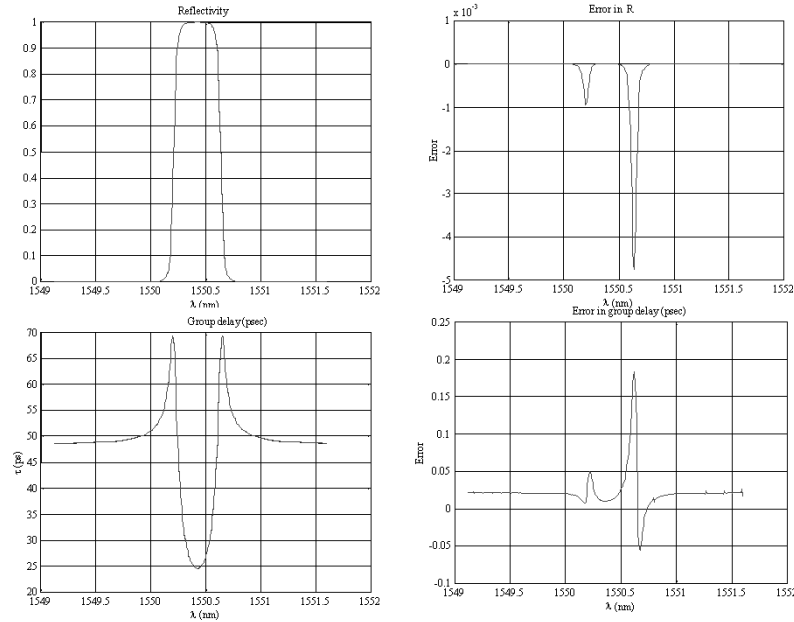 Reflectivity
1
0.9
0.8
0.7
0.6
0.5
0.4
0.3
0.2
0.1
0
1549 1549.5 1550 1550.5 1551 1551.5 1552
λ (nm)
Error in R
x 10⁻³
1
0
-1
-2
-3
-4
-5
Error
1549 1549.5 1550 1550.5 1551 1551.5 1552
λ (nm)
Group delay (psec)
70
65
60
55
50
45
40
35
30
25
20
τ (ps)
1549 1549.5 1550 1550.5 1551 1551.5 1552
λ (nm)
Error in group delay (psec)
0.25
0.2
0.15
0.1
0.05
0
-0.05
-0.1
Error
1549 1549.5 1550 1550.5 1551 1551.5 1552
λ (nm)